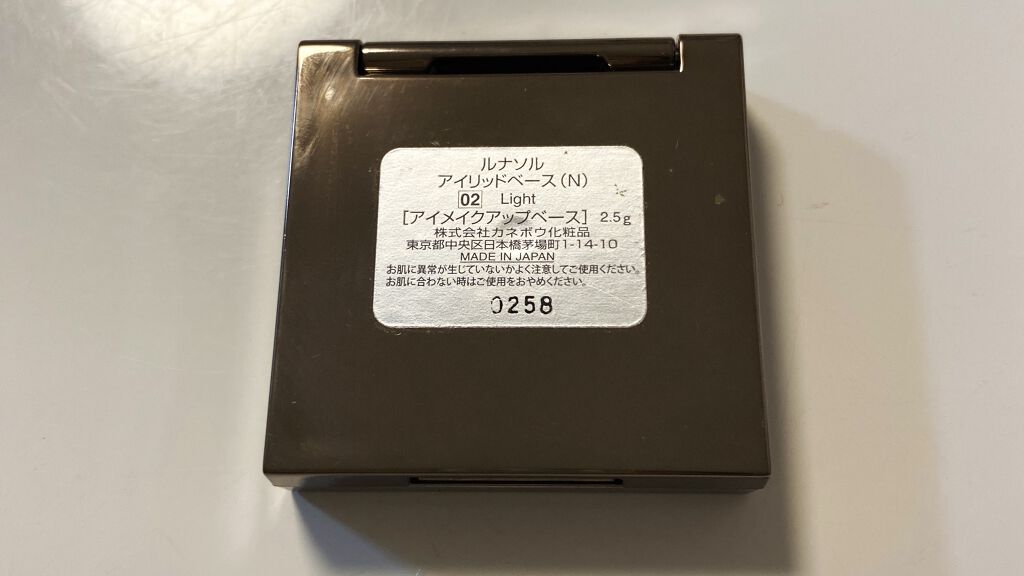 ルナソル
アイリッドベース(N)
02 Light
[アイメイクアップベース] 2.5g
株式会社カネボウ化粧品
東京都中央区日本橋茅場町1-14-10
MADE IN JAPAN
お肌に異常が生じていないかよく注意してご使用ください。
お肌に合わない時はご使用をおやめください。
0258